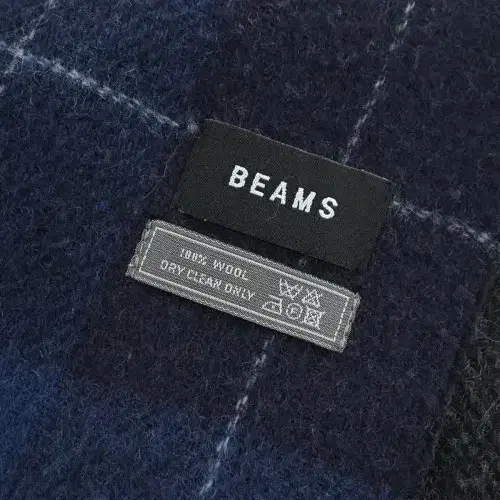 BEAMS
100% WOOL
DRY CLEAN ONLY
F